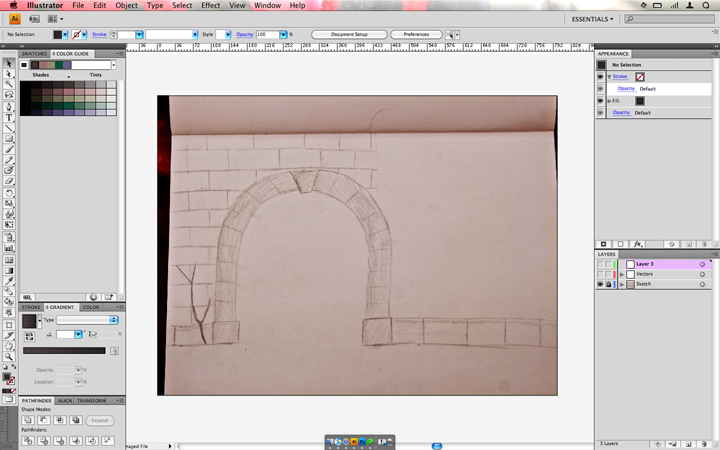 Illustrator File Edit Object Type Select Effect View Window Help
Ai Br ESSENTIALS
No Selection Stroke: Style: Opacity: 100 % Document Setup Preferences
36 0 36 72 108 144 180 216 252 288 324 360 396 432 468 504 540 576 612 648 684 720
SWATCHES COLOR GUIDE
Shades Tints
STROKE GRADIENT COLOR
Type
%
Opacity: %
Location: %
PATHFINDER ALIGN TRANSFORM
Shape Modes:
Expand
Pathfinders:
APPEARANCE
No Selection
Stroke:
Opacity: Default
Fill:
Opacity: Default
LAYERS
Layer 3
Vectors
Sketch
3 Layers
naged File